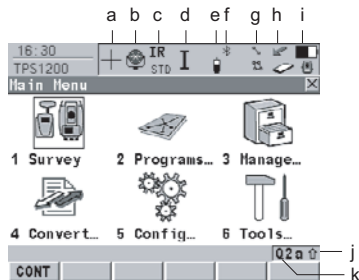 a b c d e f g h i
16:30 IR
TPS1200 STD
Main Menu
1 Survey 2 Programs… 3 Manage…
4 Convert… 5 Config… 6 Tools…
Q2a
j
k
CONT